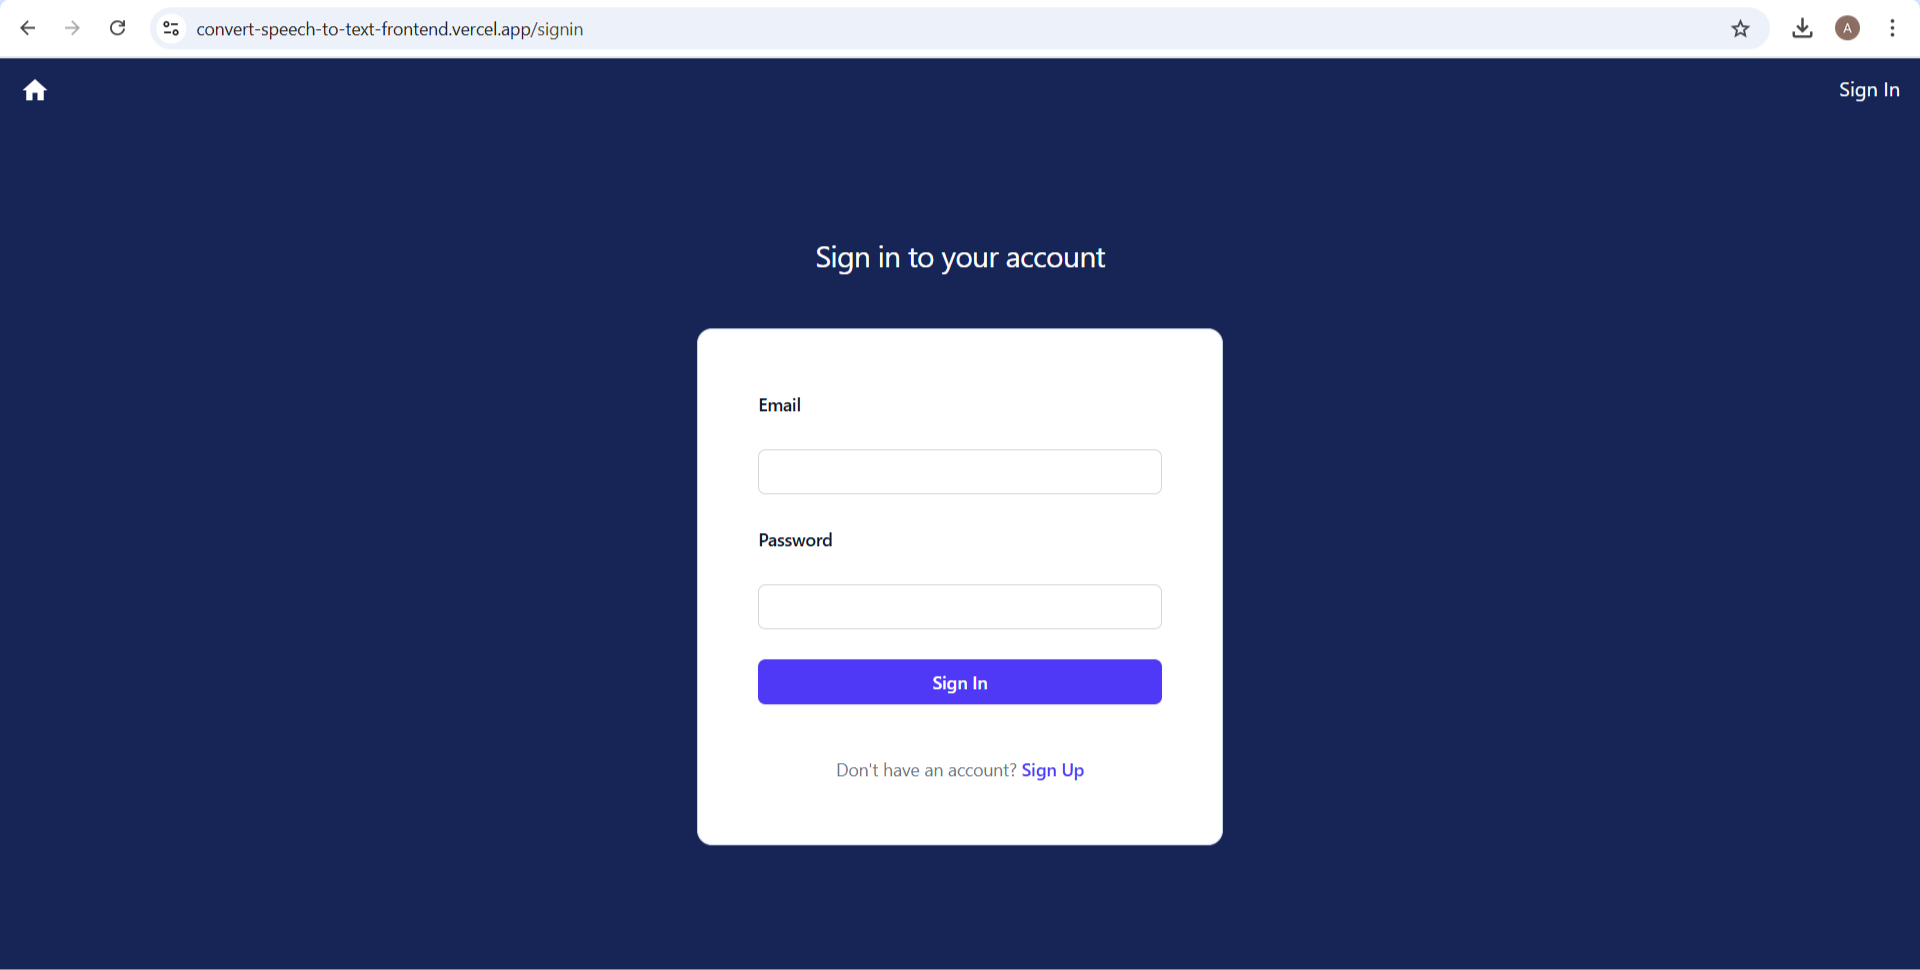 convert-speech-to-text-frontend.vercel.app/signin
A
Sign In
Sign in to your account
Email
Password
Sign In
Don't have an account? Sign Up